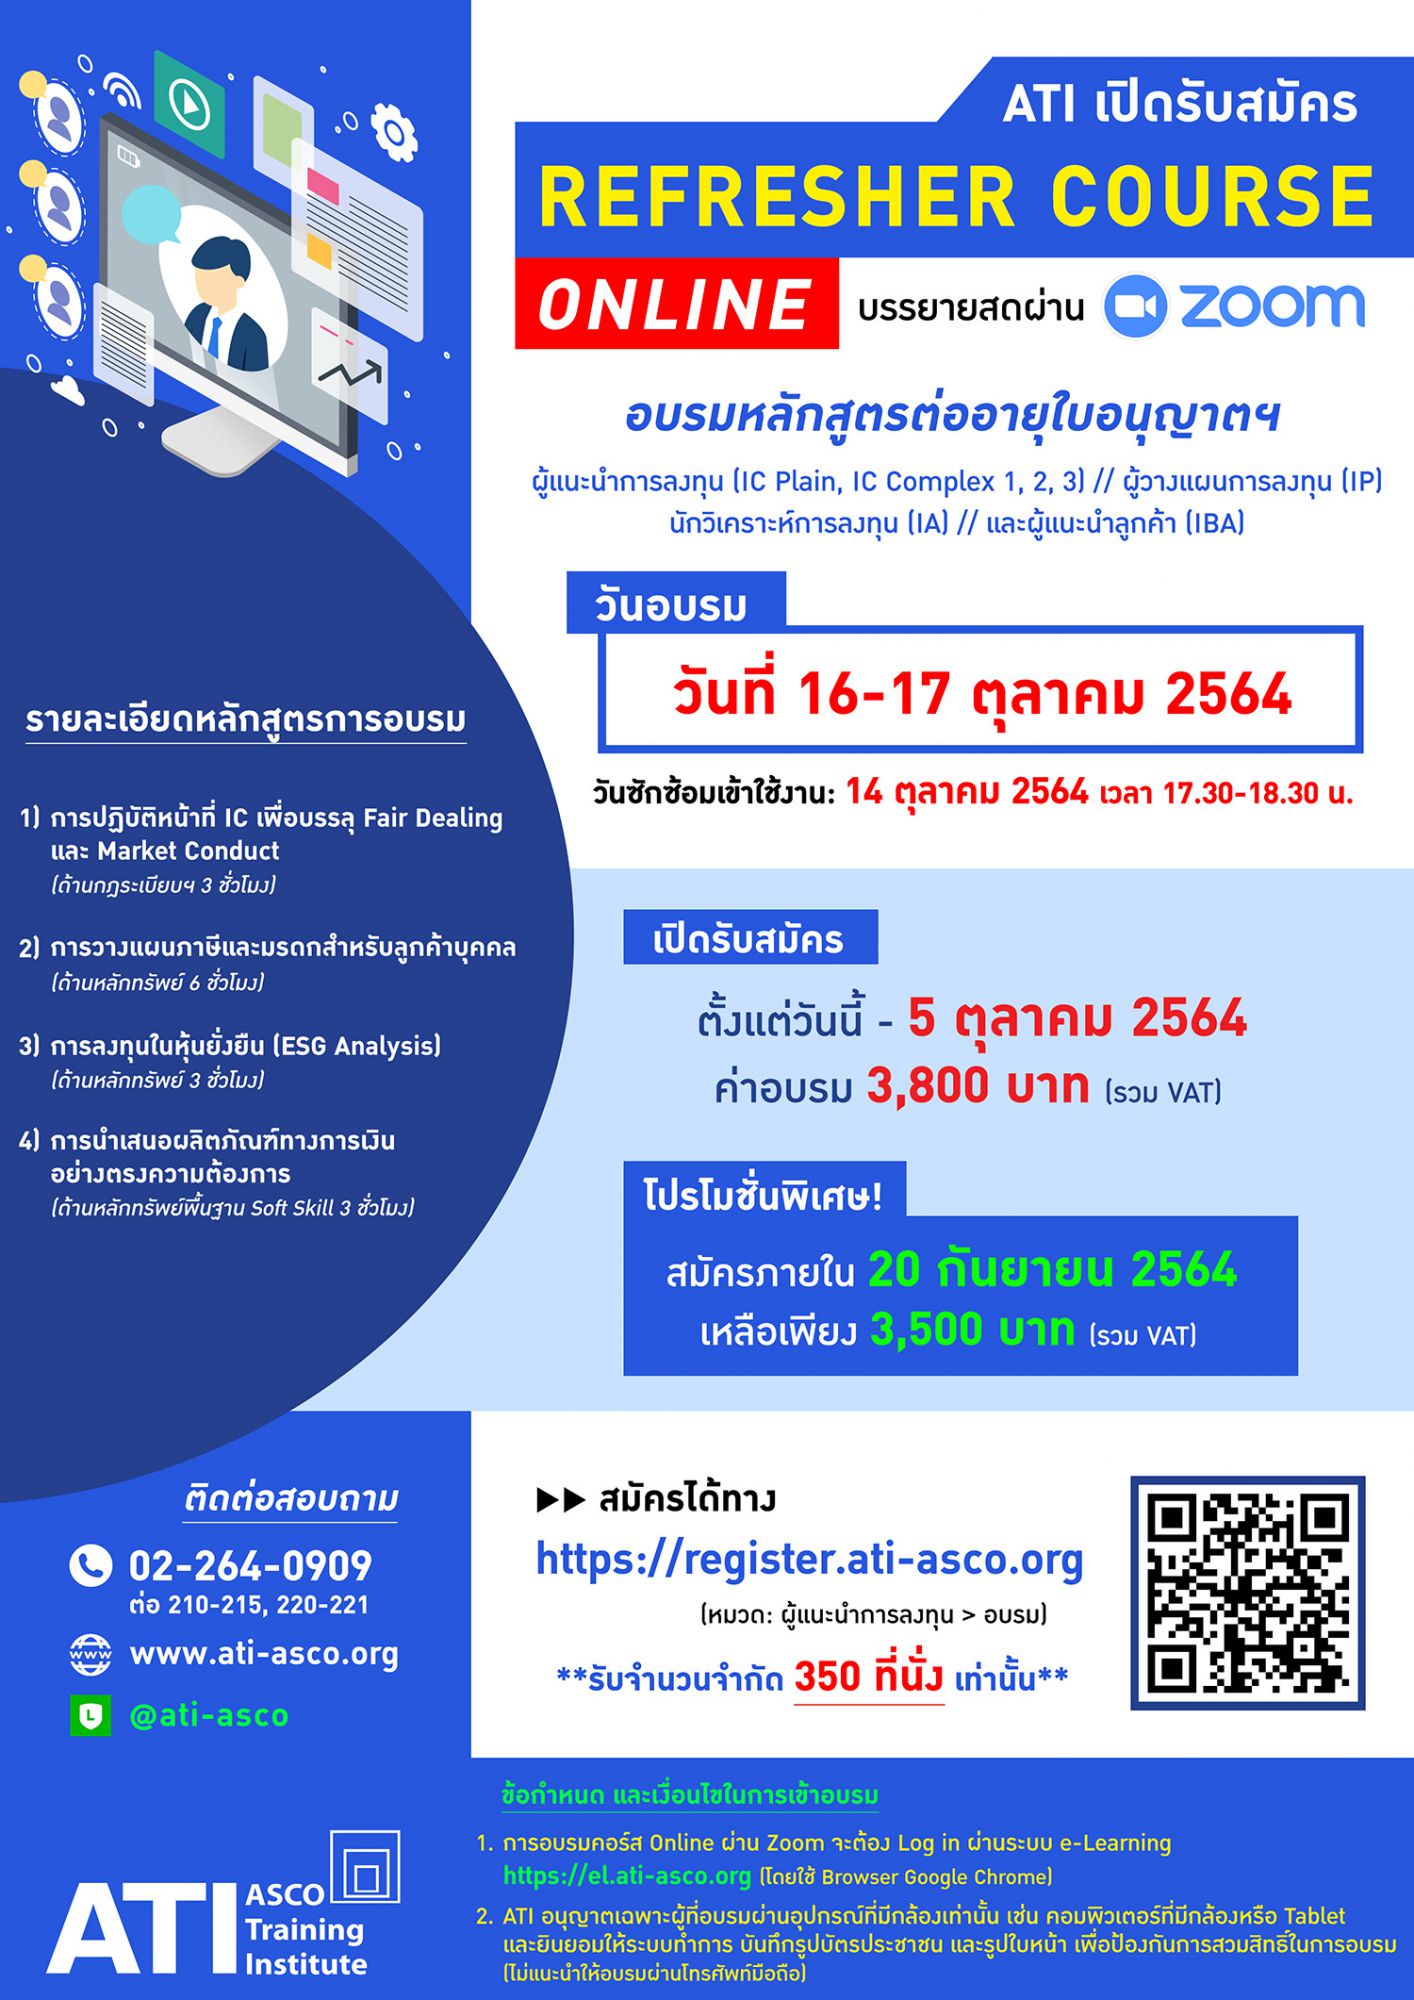 ATI เปิดรับสมัคร
REFRESHER COURSE
ONLINE บรรยายสดผ่าน zoom
อบรมหลักสูตรต่ออายุใบอนุญาตฯ
ผู้แนะนำการลงทุน (IC Plain, IC Complex 1, 2, 3) // ผู้วางแผนการลงทุน (IP)
นักวิเคราะห์การลงทุน (IA) // และผู้แนะนำลูกค้า (IBA)
วันอบรม
วันที่ 16-17 ตุลาคม 2564
วันซักซ้อมเข้าใช้งาน: 14 ตุลาคม 2564 เวลา 17.30-18.30 น.
รายละเอียดหลักสูตรการอบรม
1) การปฏิบัติหน้าที่ IC เพื่อบรรลุ Fair Dealing
และ Market Conduct
(ด้านกฎระเบียบฯ 3 ชั่วโมง)
2) การวางแผนภาษีและมรดกสำหรับลูกค้าบุคคล
(ด้านหลักทรัพย์ 6 ชั่วโมง)
3) การลงทุนในหุ้นยั่งยืน (ESG Analysis)
(ด้านหลักทรัพย์ 3 ชั่วโมง)
4) การนำเสนอผลิตภัณฑ์ทางการเงิน
อย่างตรงความต้องการ
(ด้านหลักทรัพย์พื้นฐาน Soft Skill 3 ชั่วโมง)
เปิดรับสมัคร
ตั้งแต่วันนี้ - 5 ตุลาคม 2564
ค่าอบรม 3,800 บาท (รวม VAT)
โปรโมชั่นพิเศษ!
สมัครภายใน 20 กันยายน 2564
เหลือเพียง 3,500 บาท (รวม VAT)
ติดต่อสอบถาม
02-264-0909
ต่อ 210-215, 220-221
www www.ati-asco.org
L @ati-asco
สมัครได้ทาง
https://register.ati-asco.org
(หมวด: ผู้แนะนำการลงทุน > อบรม)
**รับจำนวนจำกัด 350 ที่นั่ง เท่านั้น**
ATI ASCO
Training
Institute
ข้อกำหนด และเงื่อนไขในการเข้าอบรม
1. การอบรมคอร์ส Online ผ่าน Zoom จะต้อง Log in ผ่านระบบ e-Learning
https://el.ati-asco.org (โดยใช้ Browser Google Chrome)
2. ATI อนุญาตเฉพาะผู้ที่อบรมผ่านอุปกรณ์ที่มีกล้องเท่านั้น เช่น คอมพิวเตอร์ที่มีกล้องหรือ Tablet
และยินยอมให้ระบบทำการ บันทึกรูปบัตรประชาชน และรูปใบหน้า เพื่อป้องกันการสวมสิทธิ์ในการอบรม
(ไม่แนะนำให้อบรมผ่านโทรศัพท์มือถือ)